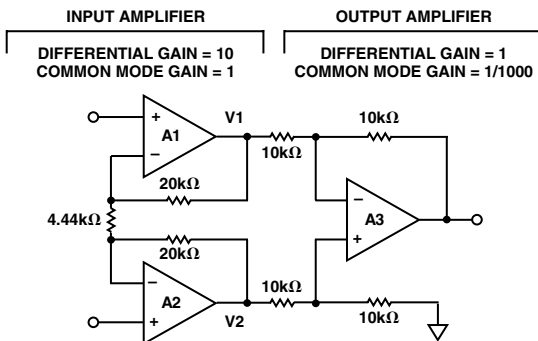 INPUT AMPLIFIER
OUTPUT AMPLIFIER
DIFFERENTIAL GAIN = 10
COMMON MODE GAIN = 1
DIFFERENTIAL GAIN = 1
COMMON MODE GAIN = 1/1000
+
A1
−
V1
10kΩ
10kΩ
20kΩ
4.44kΩ
20kΩ
−
A3
+
−
A2
+
V2
10kΩ
10kΩ